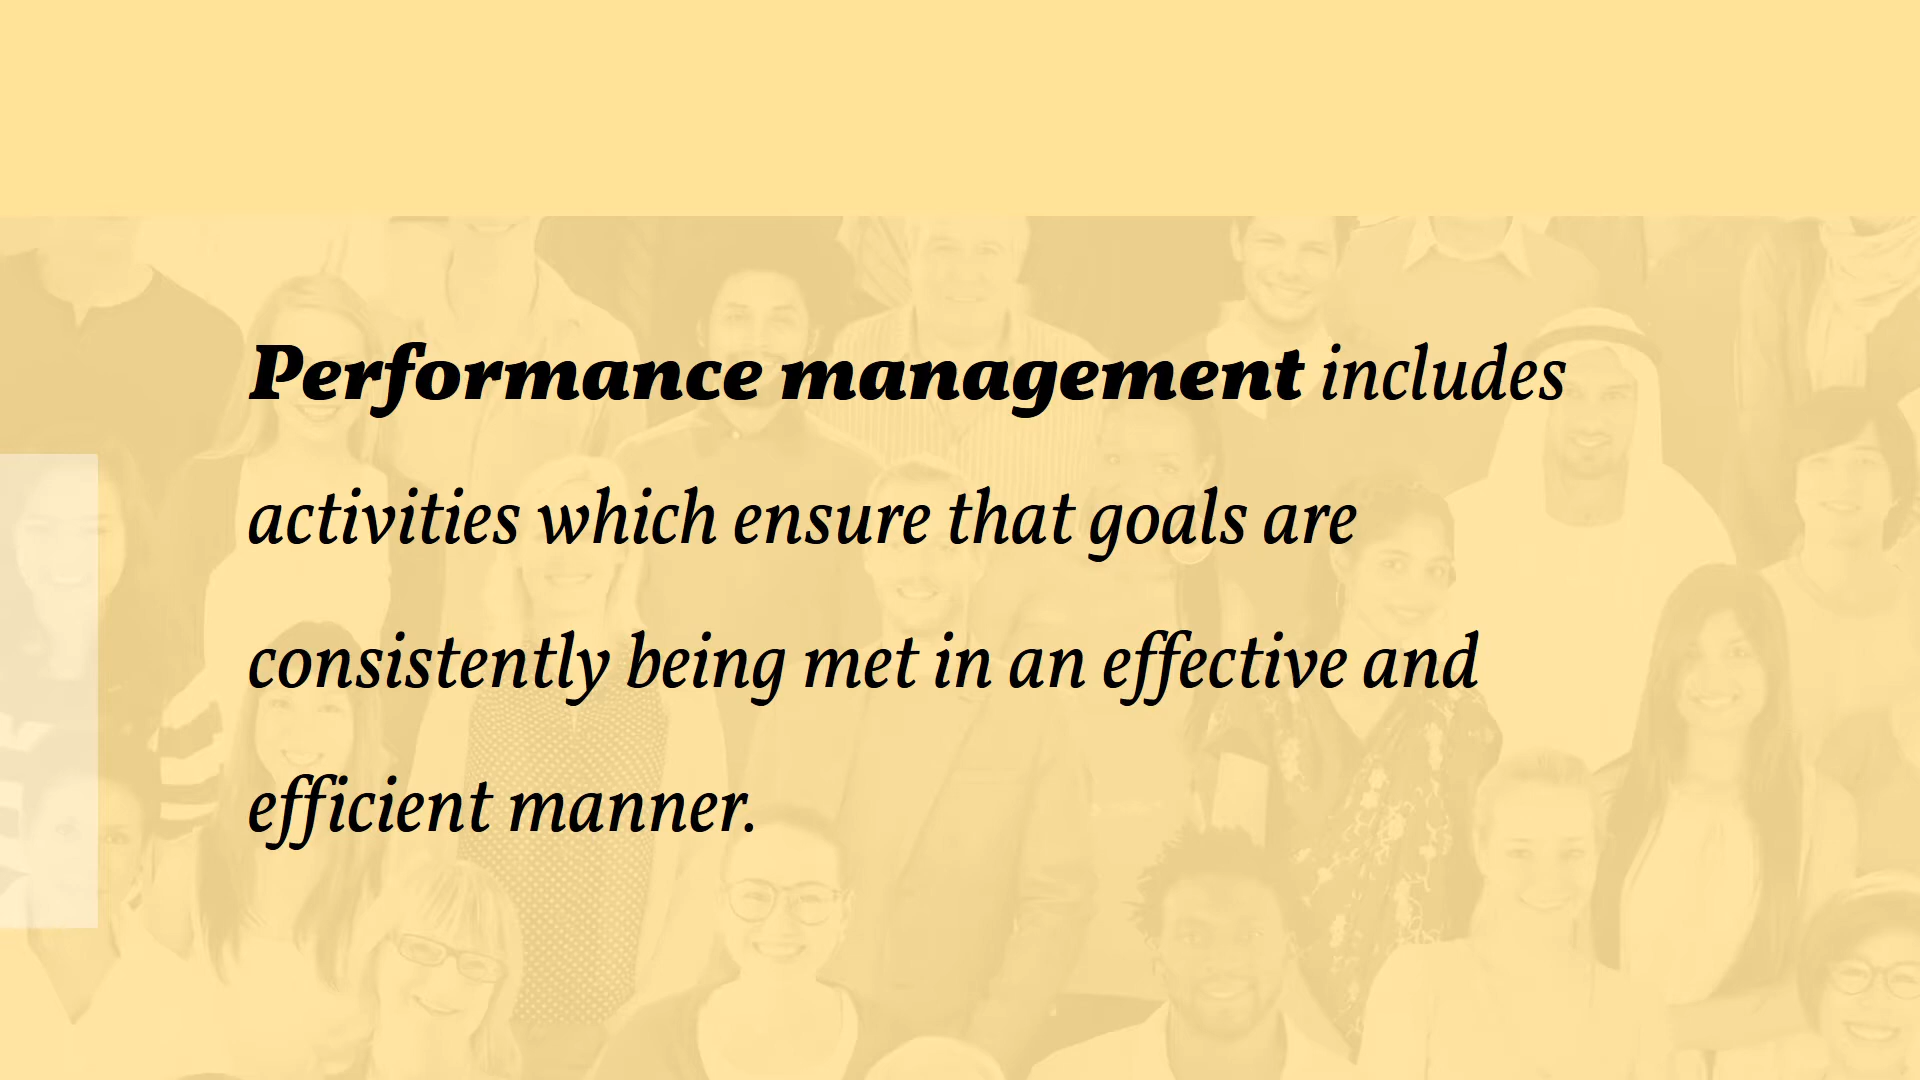 Performance management includes
activities which ensure that goals are
consistently being met in an effective and
efficient manner.